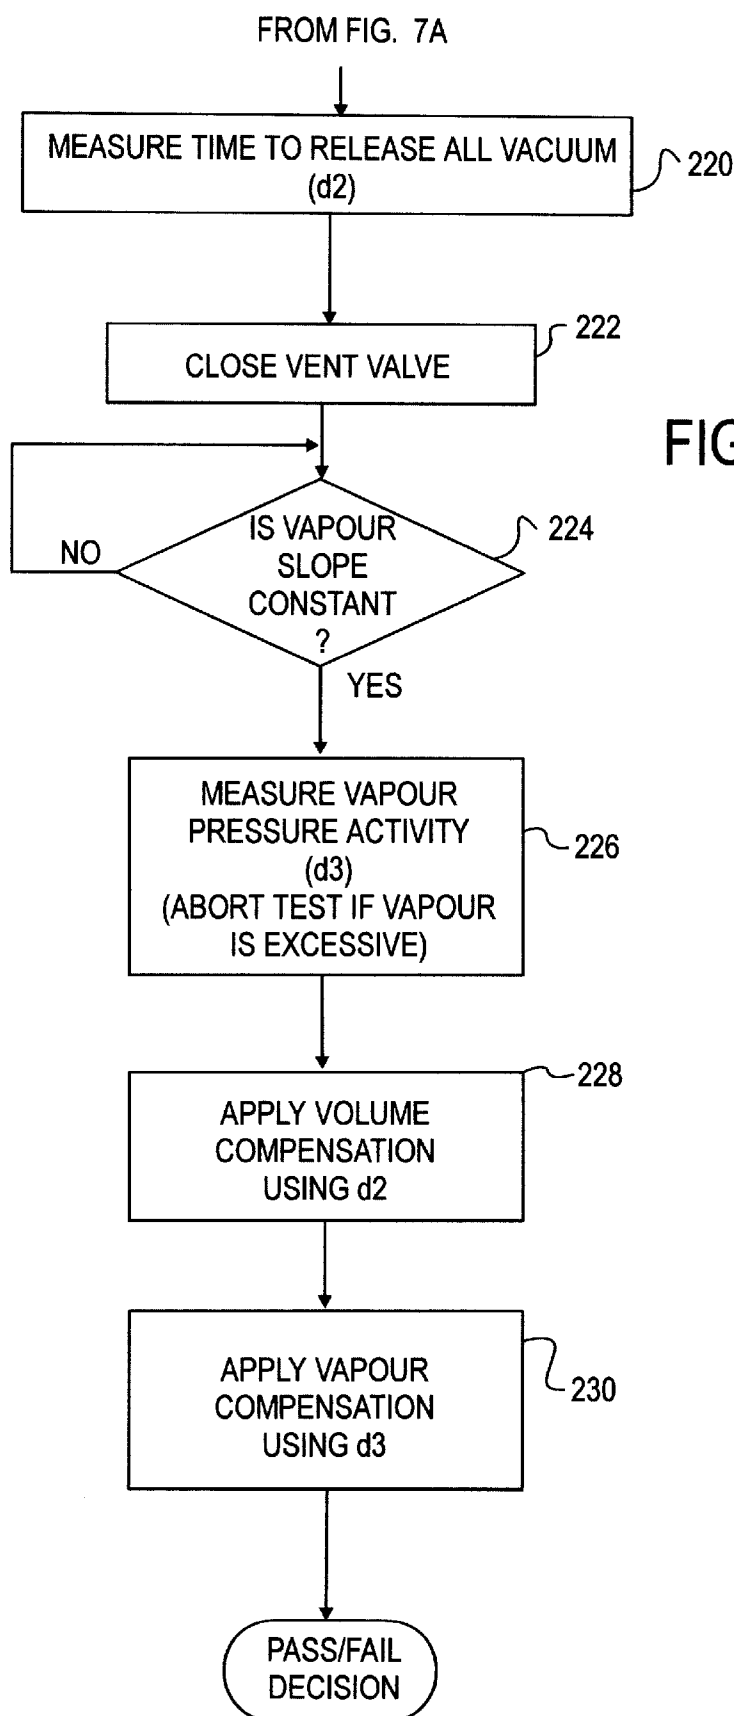 FROM FIG. 7A
MEASURE TIME TO RELEASE ALL VACUUM
(d2)
220
CLOSE VENT VALVE
222
FIG
IS VAPOUR
SLOPE
CONSTANT
?
224
NO
YES
MEASURE VAPOUR
PRESSURE ACTIVITY
(d3)
(ABORT TEST IF VAPOUR
IS EXCESSIVE)
226
APPLY VOLUME
COMPENSATION
USING d2
228
APPLY VAPOUR
COMPENSATION
USING d3
230
PASS/FAIL
DECISION